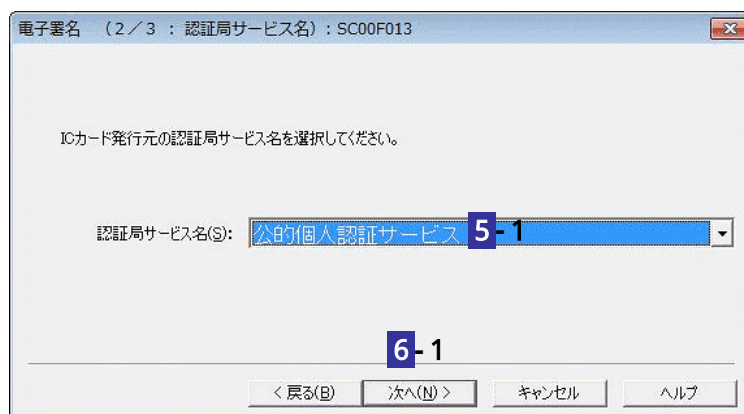 電子署名 （2／3 : 認証局サービス名）: SC00F013
ICカード発行元の認証局サービス名を選択してください。
認証局サービス名(S): 公的個人認証サービス 5-1
6-1
< 戻る(B) 次へ(N) > キャンセル ヘルプ